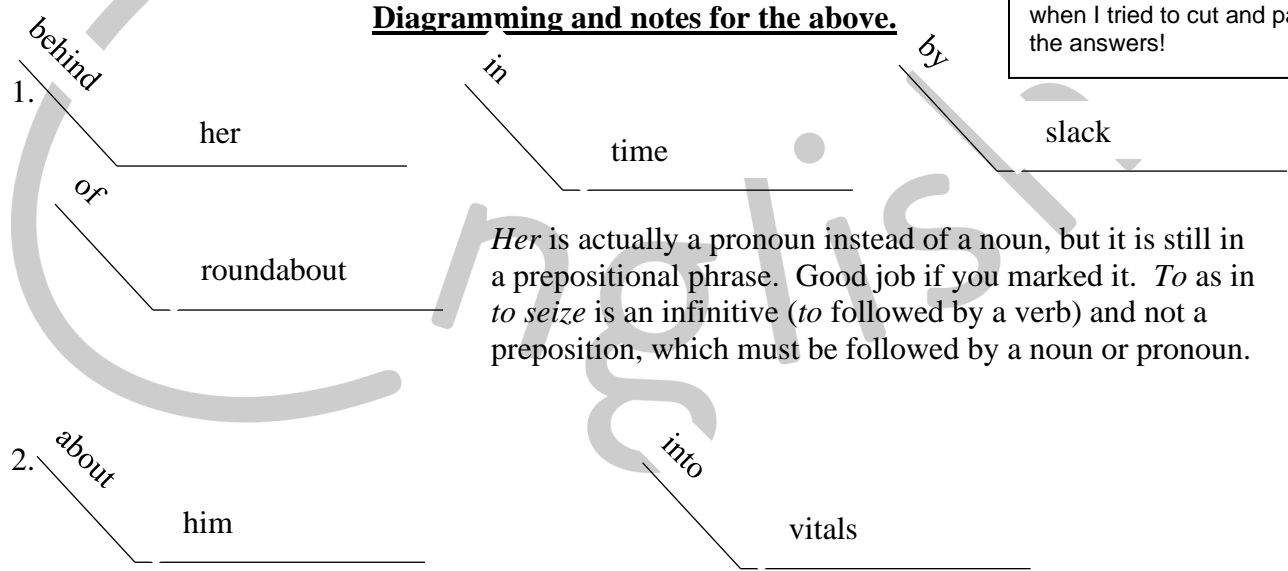 Diagramming and notes for the above.
when I tried to cut and
the answers!
1.
behind
her
in
time
by
slack
of
roundabout
Her is actually a pronoun instead of a noun, but it is still in
a prepositional phrase.  Good job if you marked it.  To as in
to seize is an infinitive (to followed by a verb) and not a
preposition, which must be followed by a noun or pronoun.
2.
about
him
into
vitals
English